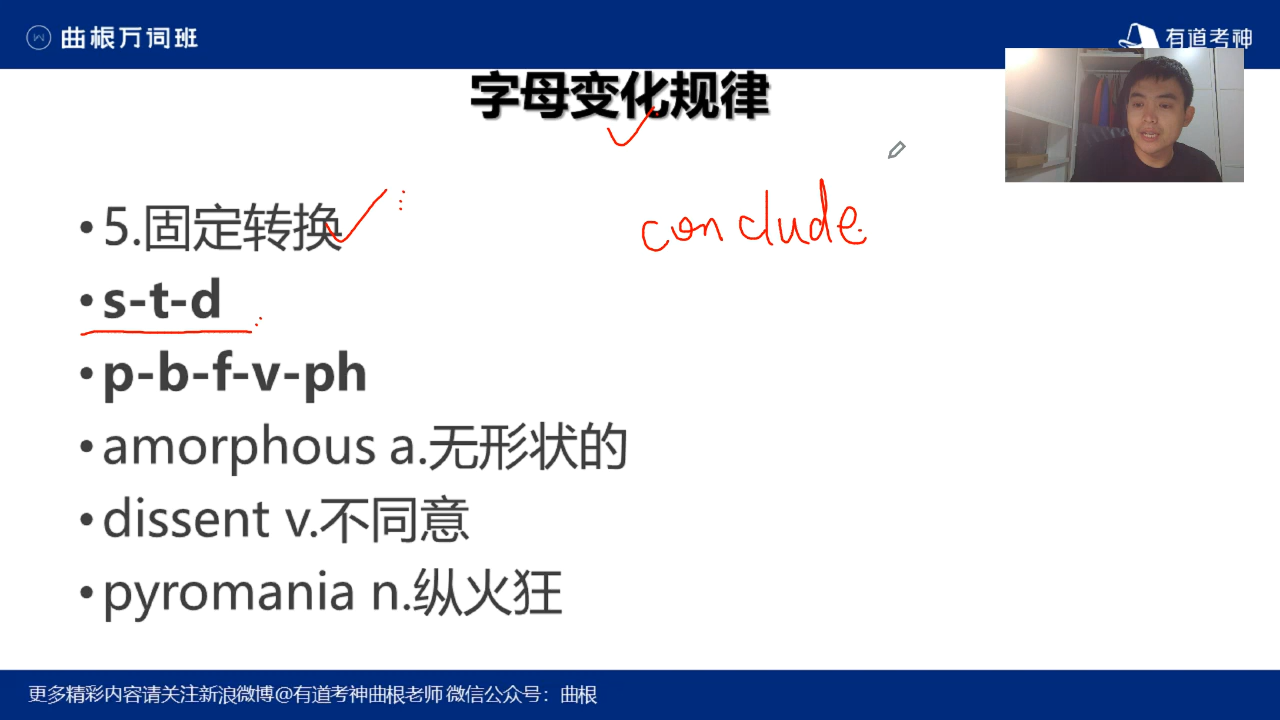 曲根万词班
有道考神
字母变化规律
conclude
•5.固定转换
•s-t-d
•p-b-f-v-ph
•amorphous a.无形状的
•dissent v.不同意
•pyromania n.纵火狂
更多精彩内容请关注新浪微博@有道考神曲根老师 微信公众号：曲根